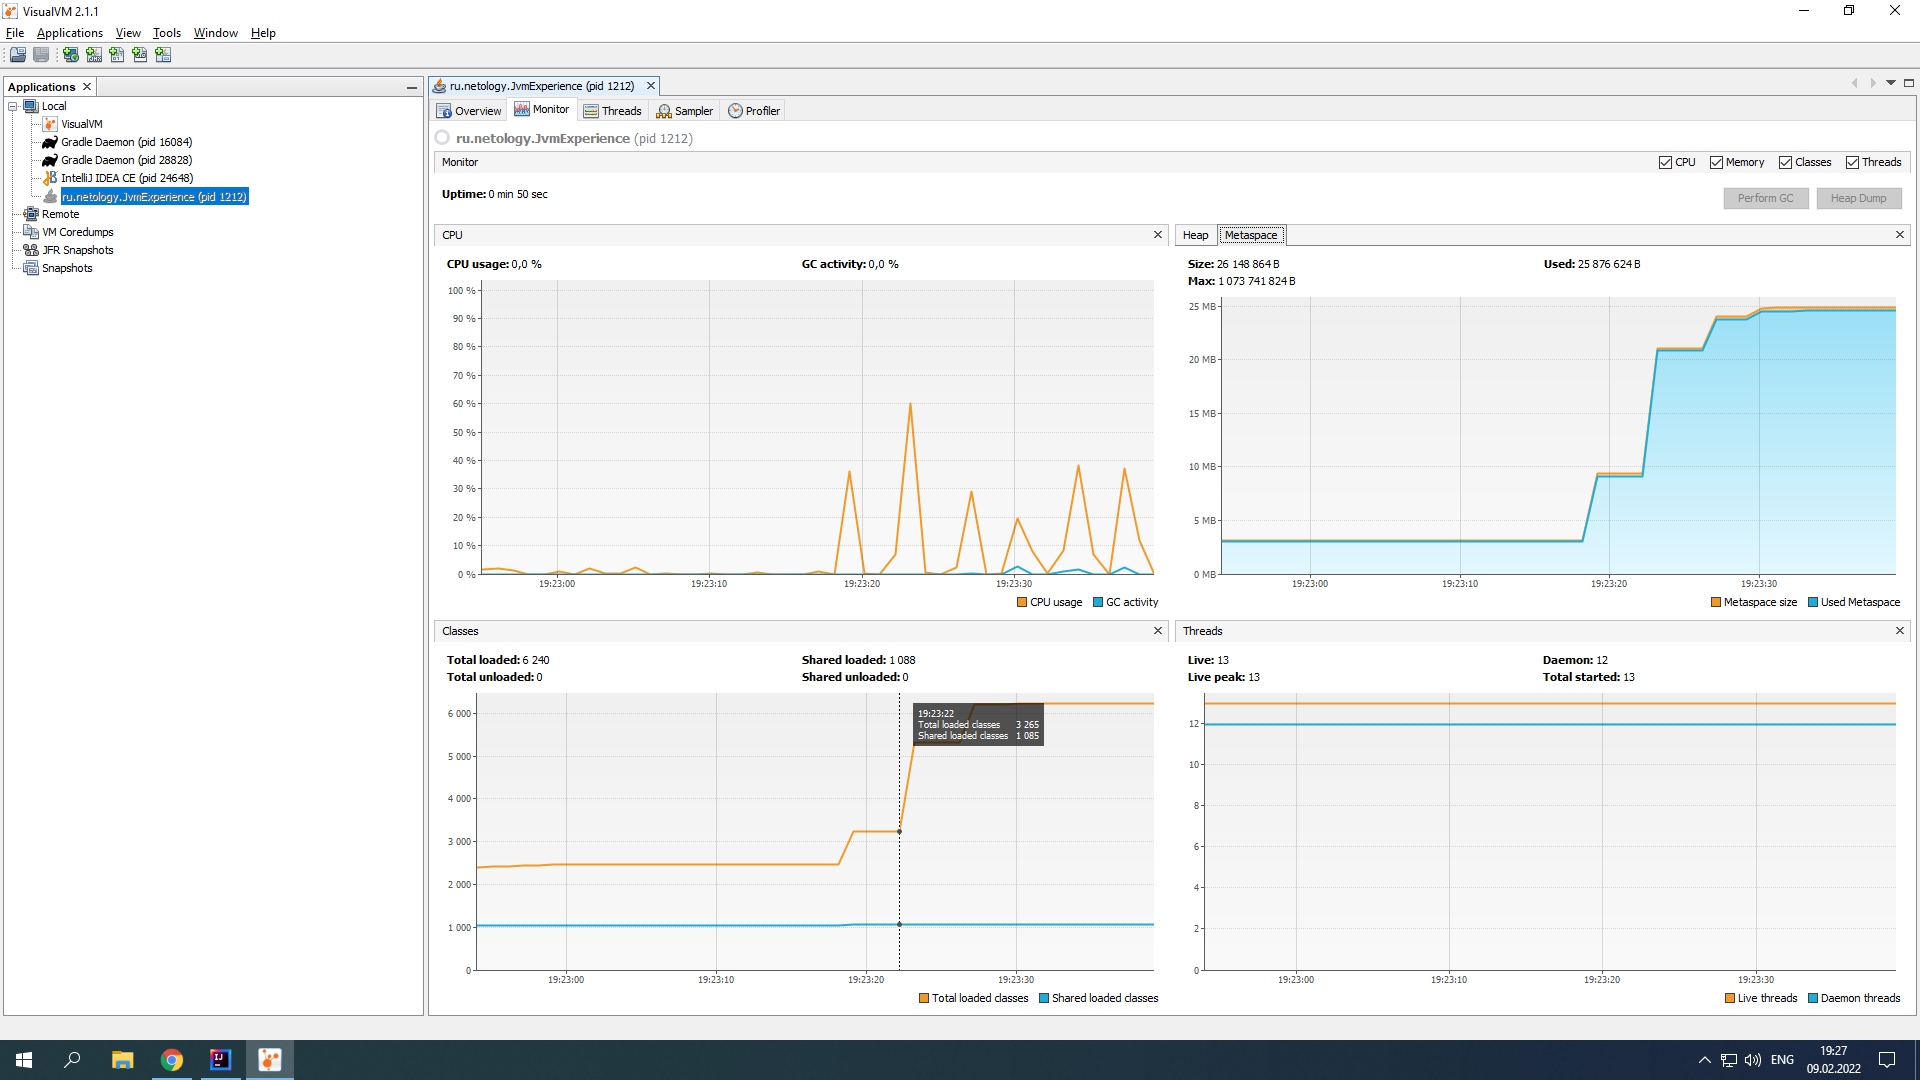 VisualVM 2.1.1
File Applications View Tools Window Help
Applications
Local
VisualVM
Gradle Daemon (pid 16084)
Gradle Daemon (pid 28828)
IntelliJ IDEA CE (pid 24648)
ru.netology.JvmExperience (pid 1212)
Remote
VM Coredumps
JFR Snapshots
Snapshots
ru.netology.JvmExperience (pid 1212)
Overview Monitor Threads Sampler Profiler
ru.netology.JvmExperience (pid 1212)
Monitor
CPU Memory Classes Threads
Uptime: 0 min 50 sec
Perform GC Heap Dump
CPU
CPU usage: 0,0 % GC activity: 0,0 %
100 %
90 %
80 %
70 %
60 %
50 %
40 %
30 %
20 %
10 %
0 %
19:23:00 19:23:10 19:23:20 19:23:30
CPU usage GC activity
Heap Metaspace
Size: 26 148 864 B Used: 25 876 624 B
Max: 1 073 741 824 B
25 MB
20 MB
15 MB
10 MB
5 MB
0 MB
19:23:00 19:23:10 19:23:20 19:23:30
Metaspace size Used Metaspace
Classes
Total loaded: 6 240 Shared loaded: 1 088
Total unloaded: 0 Shared unloaded: 0
6 000
5 000
4 000
3 000
2 000
1 000
0
19:23:22
Total loaded classes 3 265
Shared loaded classes 1 085
19:23:00 19:23:10 19:23:20 19:23:30
Total loaded classes Shared loaded classes
Threads
Live: 13 Daemon: 12
Live peak: 13 Total started: 13
12
10
8
6
4
2
0
19:23:00 19:23:10 19:23:20 19:23:30
Live threads Daemon threads
IJ
ENG
19:27
09.02.2022